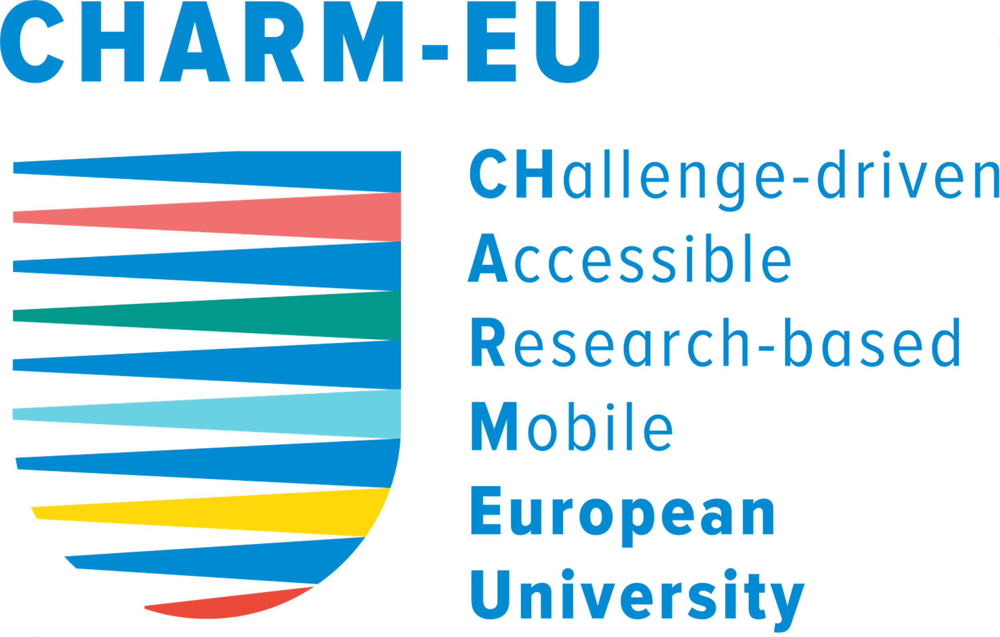 CHARM-EU
CHallenge-driven
Accessible
Research-based
Mobile
European
University